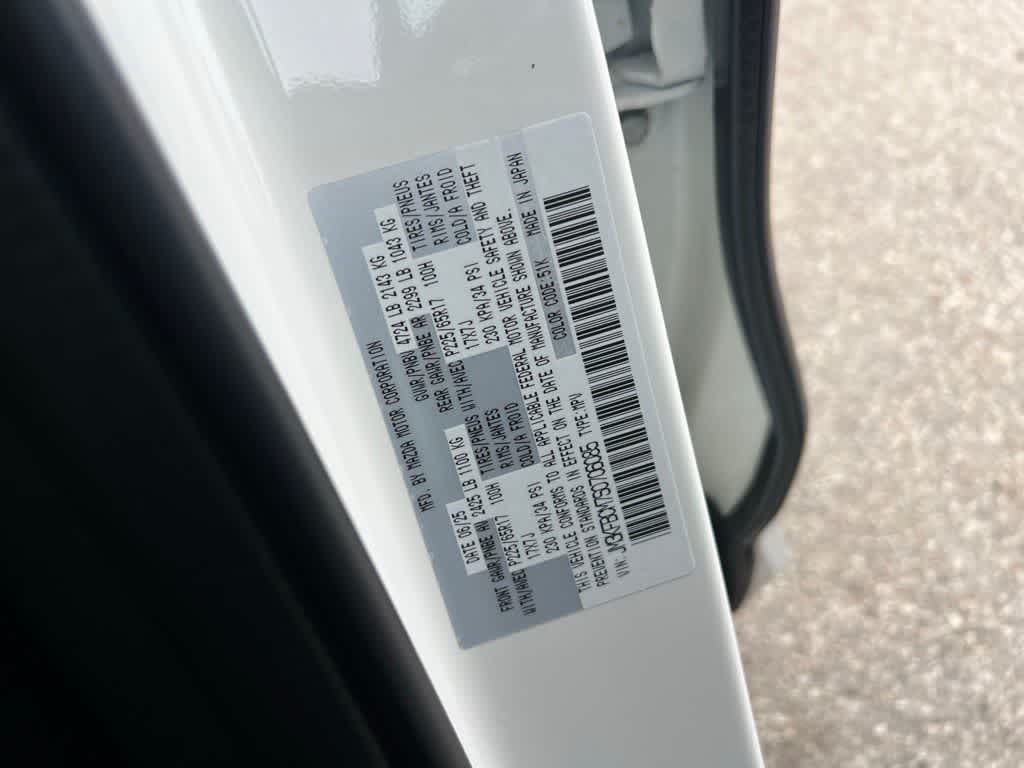 MFD. BY MAZDA MOTOR CORPORATION
DATE 06/25 GVWR/PNBV 4724 LB 2143 KG
FRONT GAWR/PNBE AV 2425 LB 1100 KG REAR GAWR/PNBE AR 2299 LB 1043 KG
WITH/AVED P225/65R17 100H TIRES/PNEUS WITH/AVED P225/65R17 100H TIRES/PNEUS
17X7J RIMS/JANTES 17X7J RIMS/JANTES
230 KPA/34 PSI COLD/A FROID 230 KPA/34 PSI COLD/A FROID
THIS VEHICLE CONFORMS TO ALL APPLICABLE FEDERAL MOTOR VEHICLE SAFETY AND THEFT
PREVENTION STANDARDS IN EFFECT ON THE DATE OF MANUFACTURE SHOWN ABOVE.
VIN: TYPE:MPV COLOR CODE:51K MADE IN JAPAN